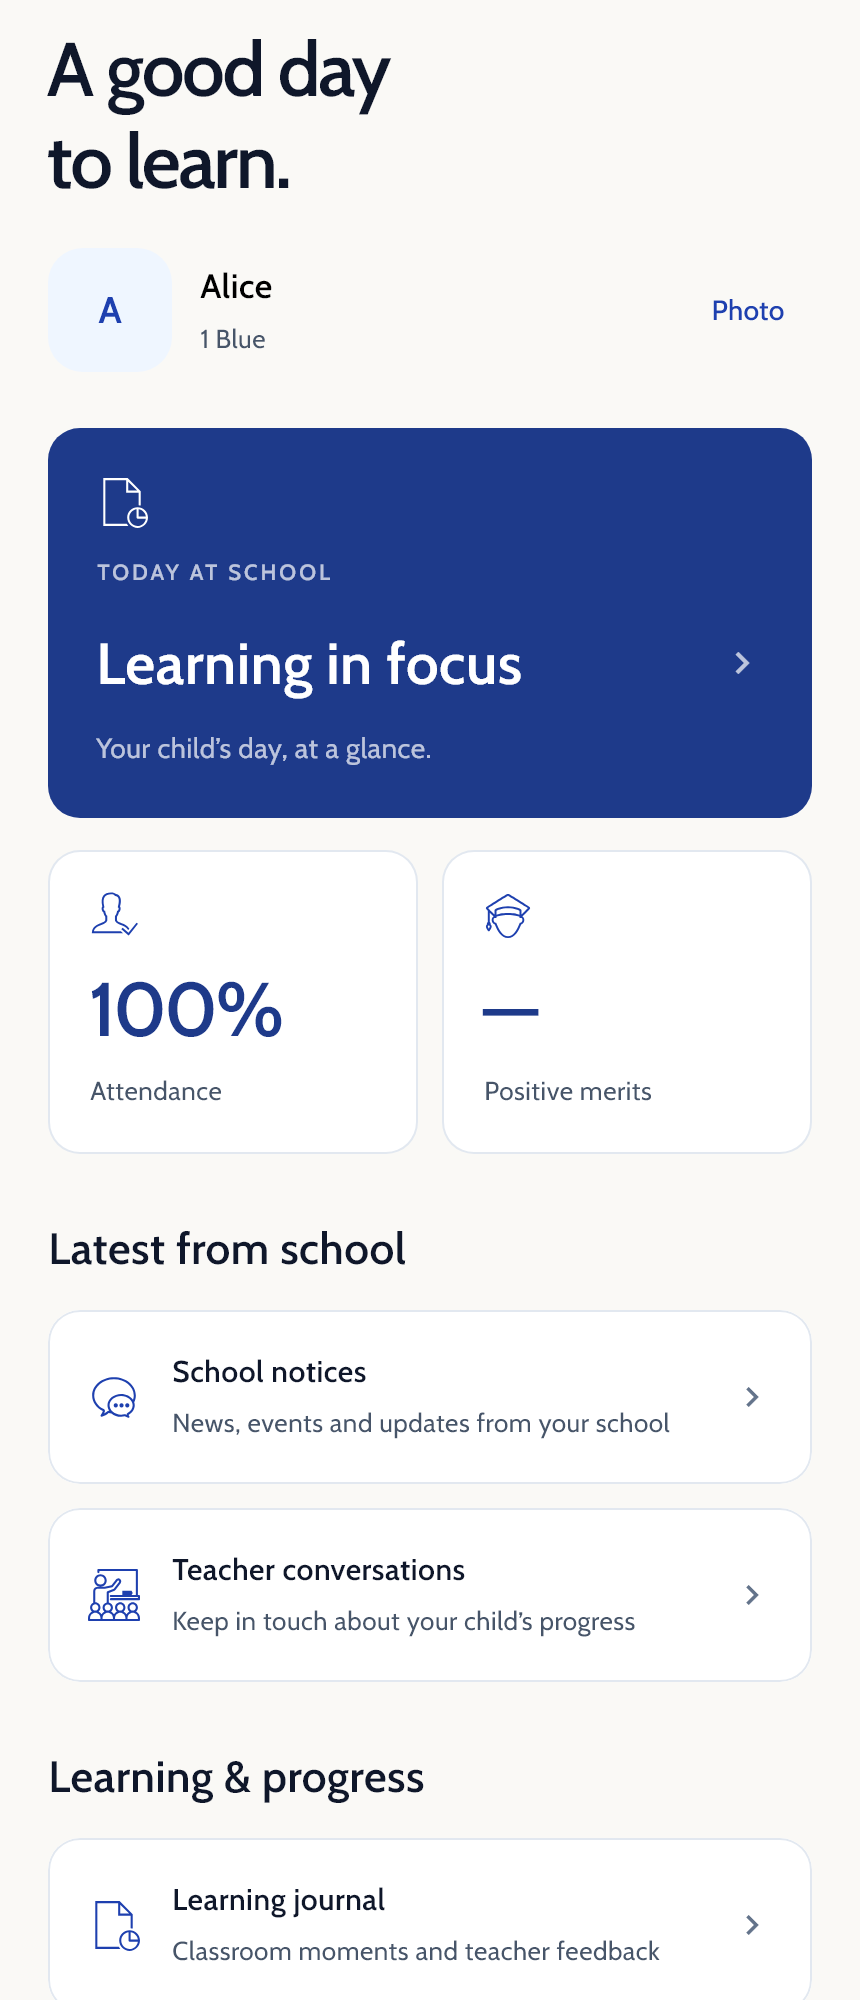 A good day
to learn.
A
Alice
1 Blue
Photo
TODAY AT SCHOOL
Learning in focus
Your child’s day, at a glance.
100%
Attendance
—
Positive merits
Latest from school
School notices
News, events and updates from your school
Teacher conversations
Keep in touch about your child’s progress
Learning & progress
Learning journal
Classroom moments and teacher feedback